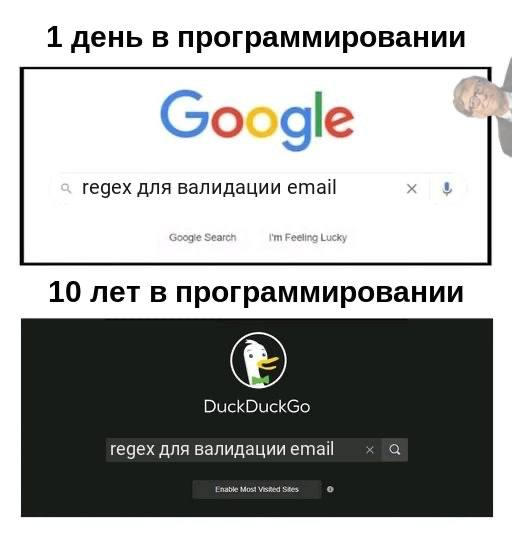 1 день в программировании
Google
regex для валидации email
Google Search I'm Feeling Lucky
10 лет в программировании
DuckDuckGo
regex для валидации email
Enable Most Visited Sites